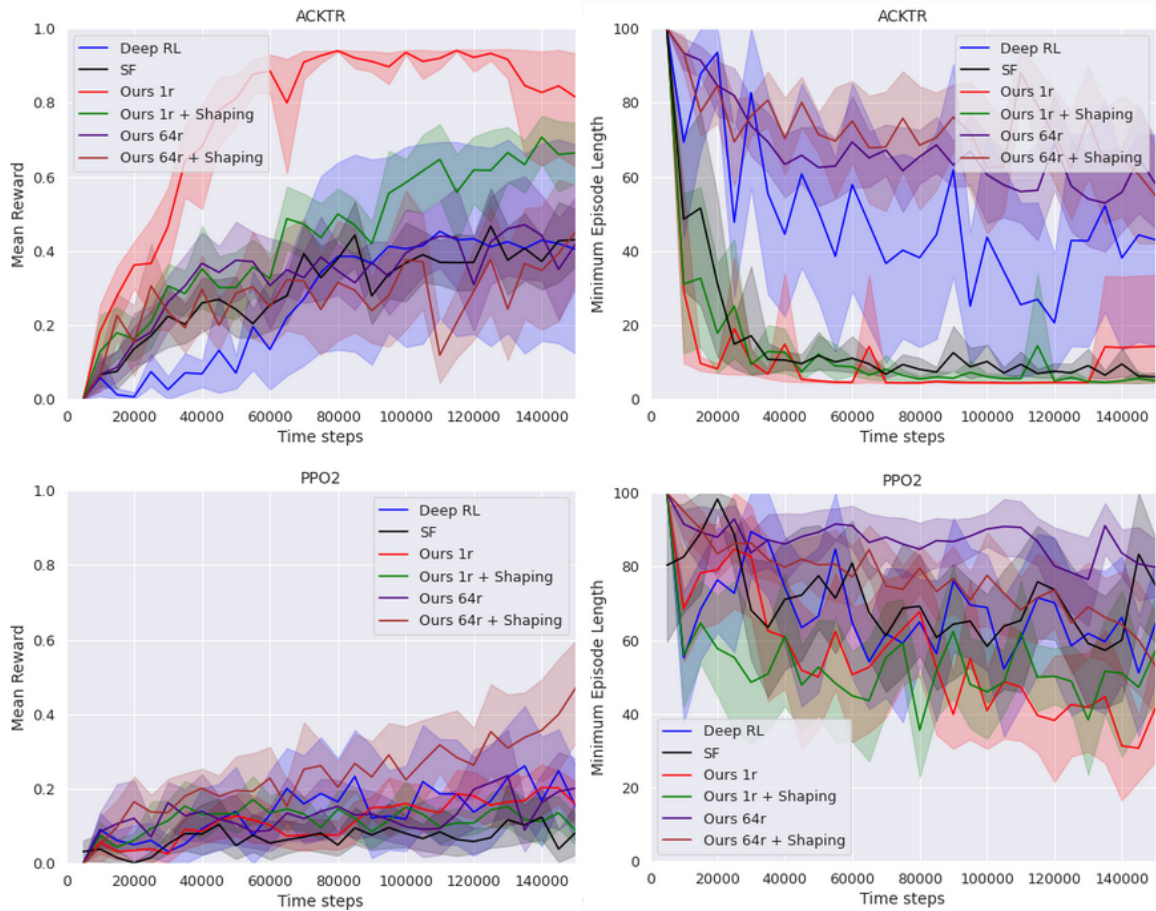 ACKTR
Mean Reward
1.0
0.8
0.6
0.4
0.2
0.0
Deep RL
SF
Ours 1r
Ours 1r + Shaping
Ours 64r
Ours 64r + Shaping
0 20000 40000 60000 80000 100000 120000 140000
Time steps
ACKTR
Minimum Episode Length
100
80
60
40
20
0
Deep RL
SF
Ours 1r
Ours 1r + Shaping
Ours 64r
Ours 64r + Shaping
0 20000 40000 60000 80000 100000 120000 140000
Time steps
PPO2
Mean Reward
1.0
0.8
0.6
0.4
0.2
0.0
Deep RL
SF
Ours 1r
Ours 1r + Shaping
Ours 64r
Ours 64r + Shaping
0 20000 40000 60000 80000 100000 120000 140000
Time steps
PPO2
Minimum Episode Length
100
80
60
40
20
0
Deep RL
SF
Ours 1r
Ours 1r + Shaping
Ours 64r
Ours 64r + Shaping
0 20000 40000 60000 80000 100000 120000 140000
Time steps